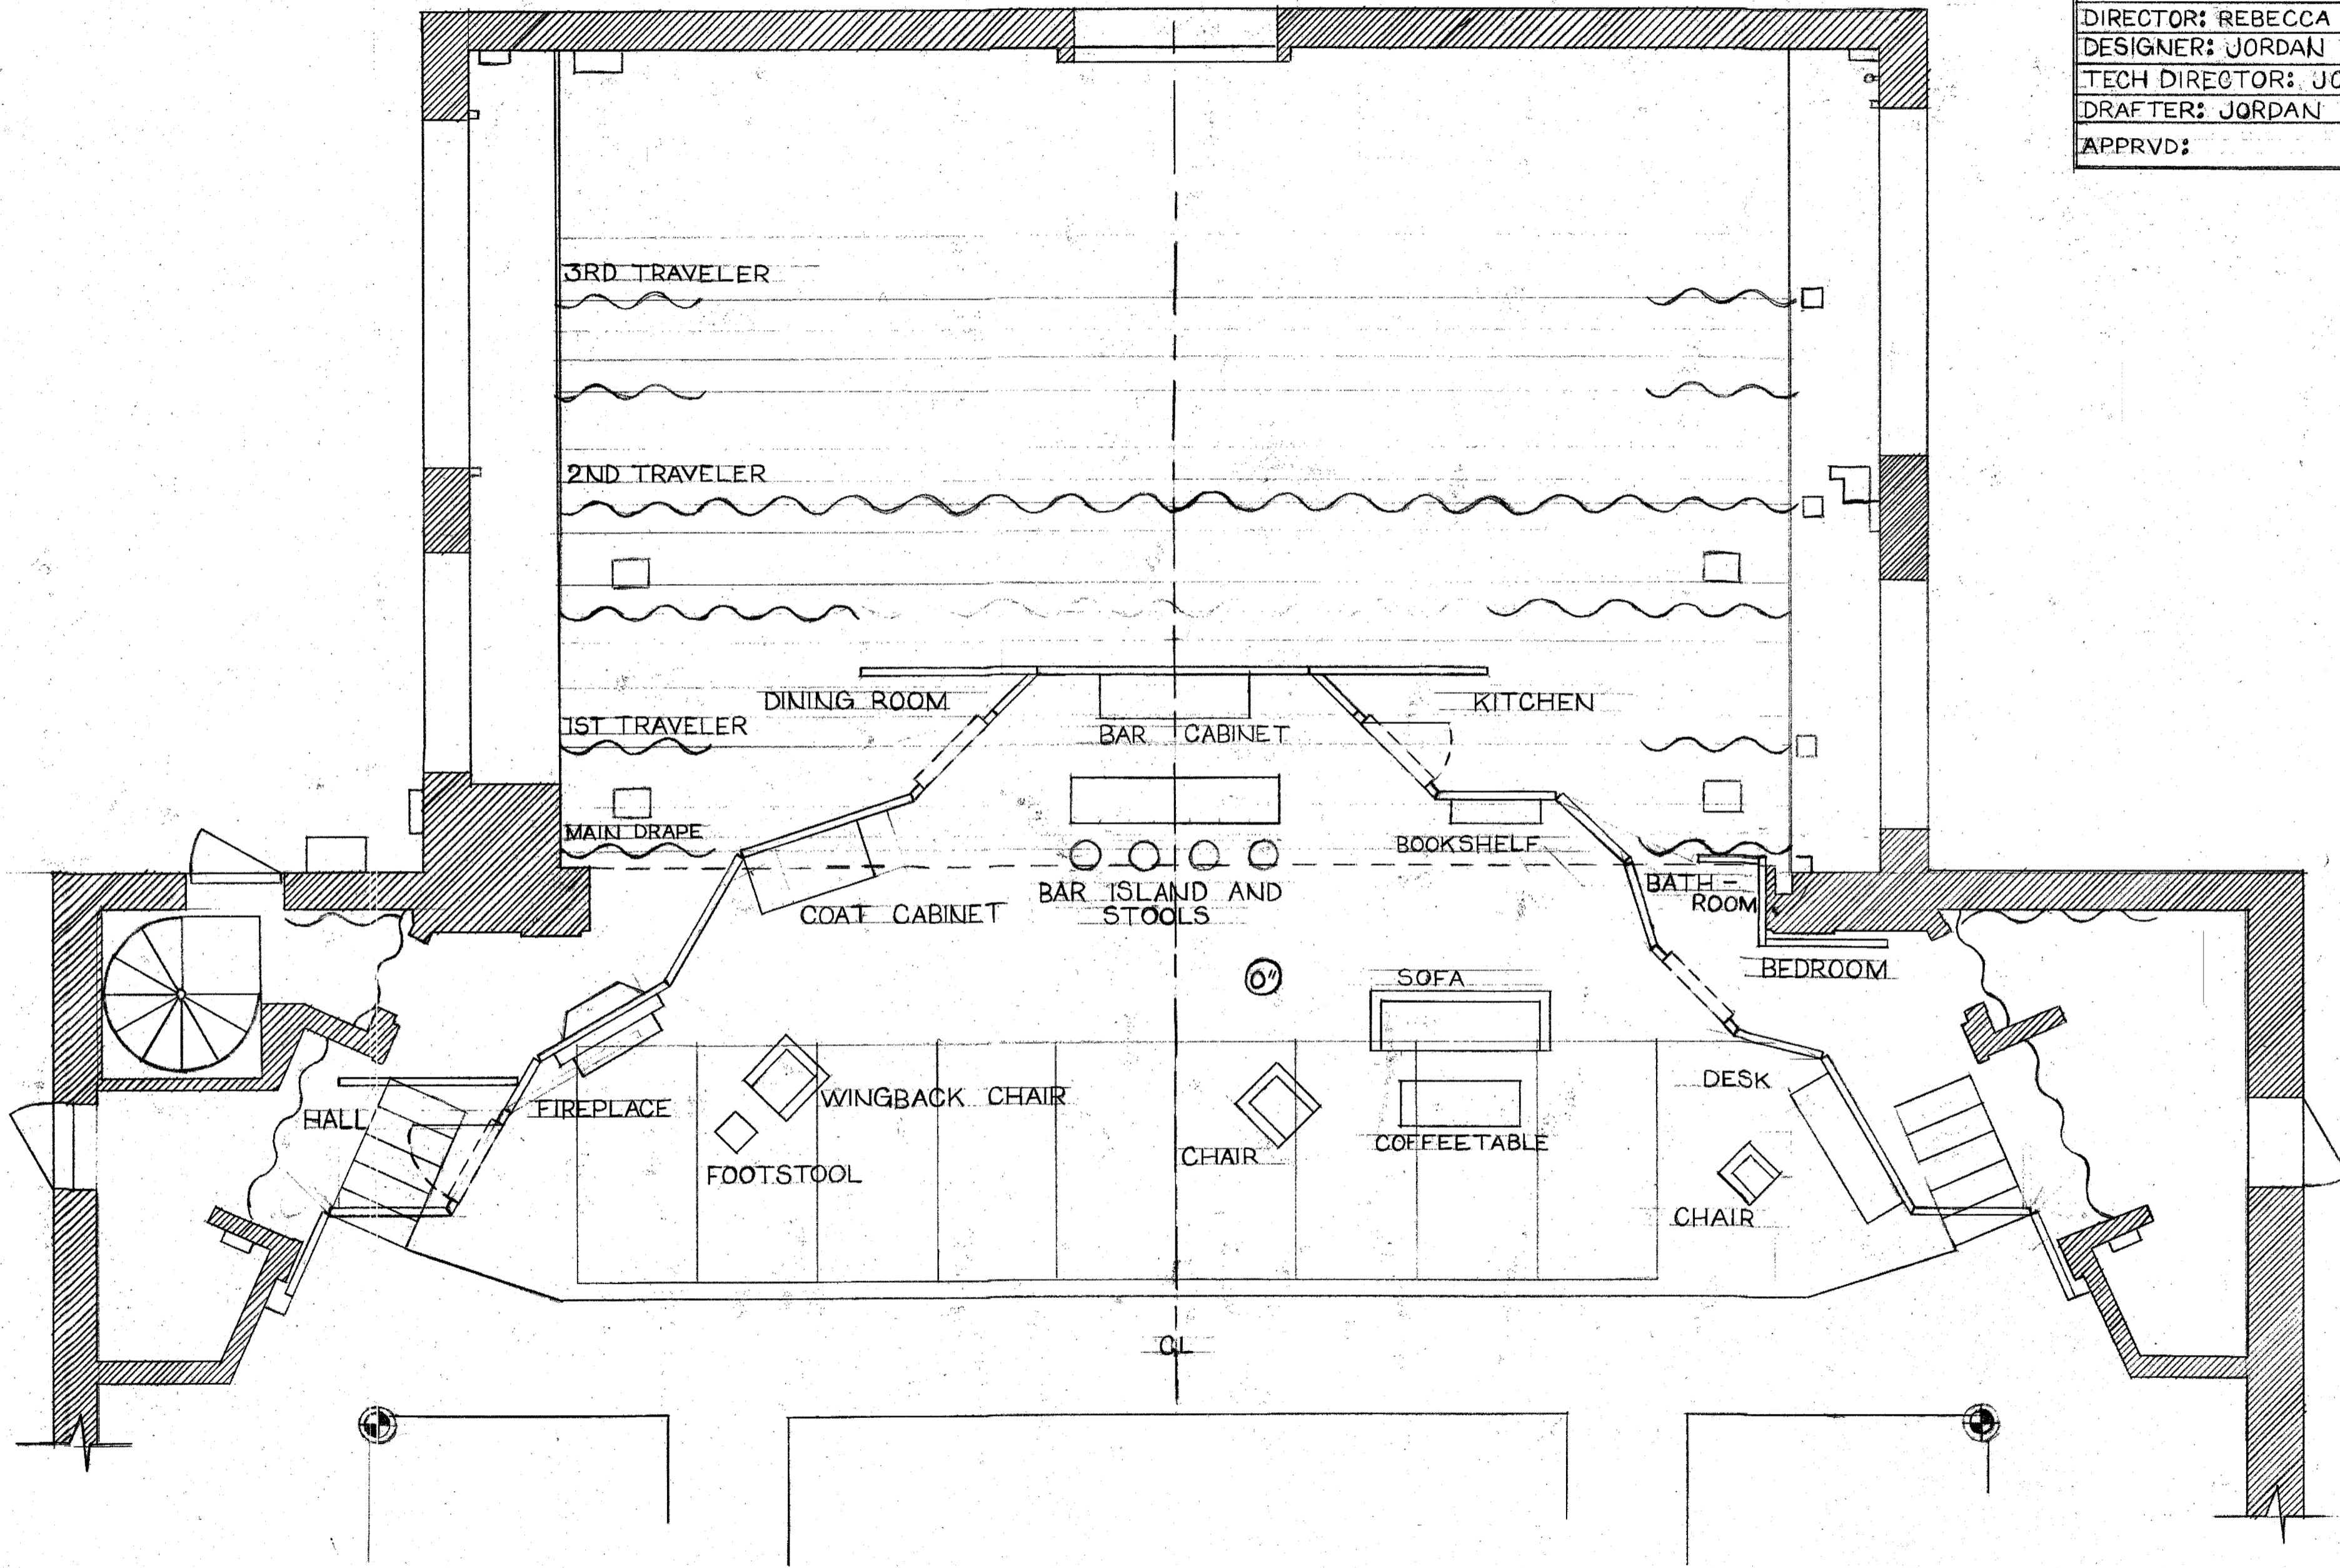 DIRECTOR: REBECCA
DESIGNER: JORDAN
TECH DIRECTOR: JO
DRAFTER: JORDAN
APPRVD:
3RD TRAVELER
2ND TRAVELER
DINING ROOM
KITCHEN
1ST TRAVELER
BAR CABINET
MAIN DRAPE
BOOKSHELF
BATH-
ROOM
COAT CABINET
BAR ISLAND AND
STOOLS
BEDROOM
0"
SOFA
DESK
WINGBACK CHAIR
FIREPLACE
HALL
COFFEETABLE
CHAIR
FOOTSTOOL
CHAIR
CL